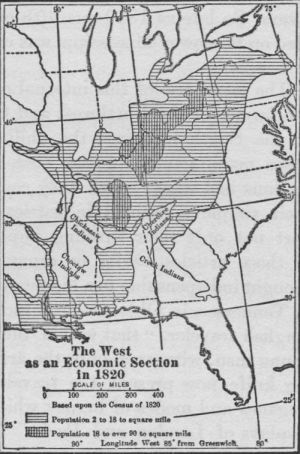 90°
85°
80°
75°
45°
40°
Chickasaw
Indians
Cherokee
Indians
Choctaw
Indians
Creek Indians
30
30
The West
as an Economic Section
in 1820
SCALE OF MILES
0 100 200 300 400
Based upon the Census of 1820
Population 2 to 18 to square mile
Population 18 to over 90 to square mile
25°
25°
90° Longitude West 85° from Greenwich. 80°